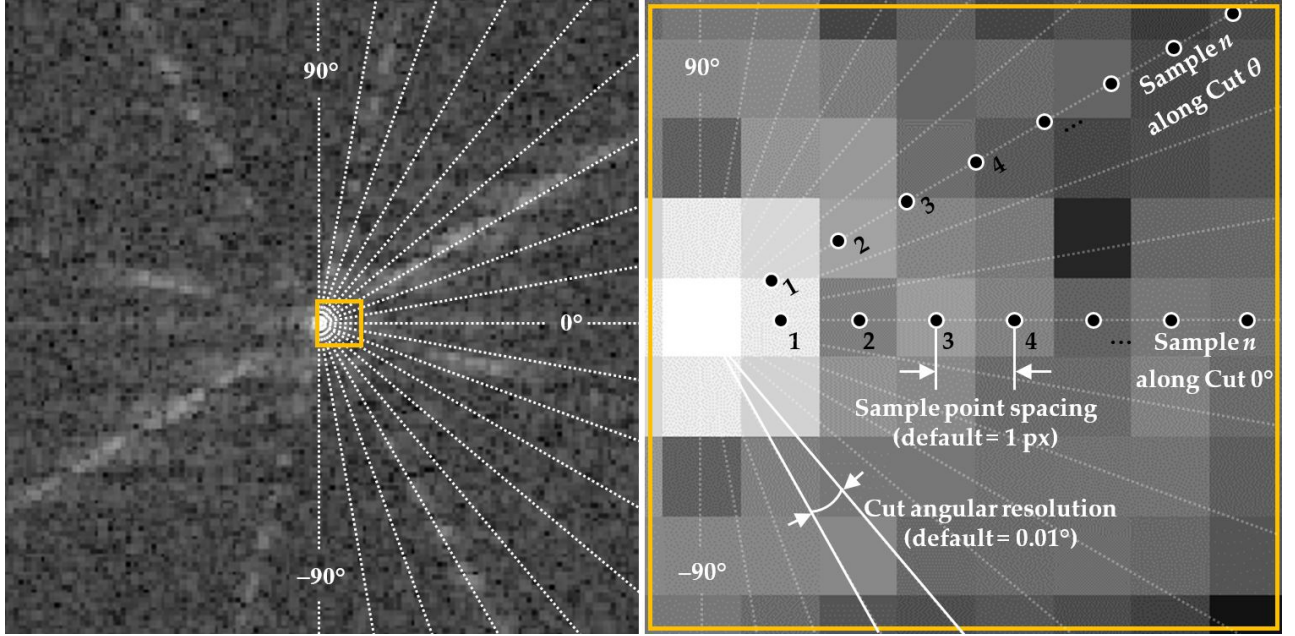 90°
0°
–90°
90°
Sample n
along Cut θ
...
4
3
2
1
1
2
3
4
...
Sample n
along Cut 0°
Sample point spacing
(default = 1 px)
Cut angular resolution
(default = 0.01°)
–90°